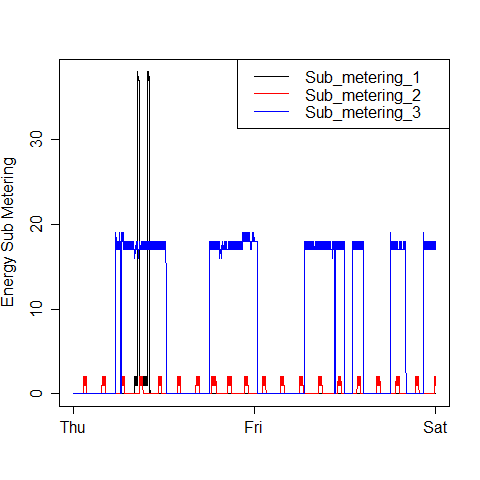 Sub_metering_1
Sub_metering_2
Sub_metering_3
Energy Sub Metering
30
20
10
0
Thu Fri Sat